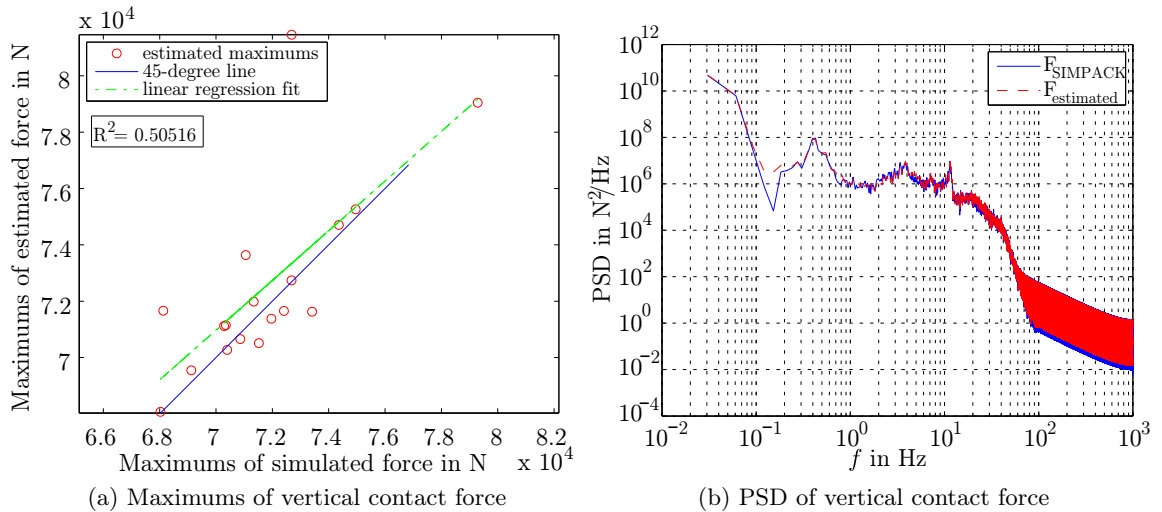 x 10^4
8
7.8
7.6
7.4
7.2
7
Maximums of estimated force in N
estimated maximums
45-degree line
linear regression fit
R^2= 0.50516
6.6 6.8 7 7.2 7.4 7.6 7.8 8 8.2
Maximums of simulated force in N x 10^4
(a) Maximums of vertical contact force
10^12
10^10
10^8
10^6
10^4
10^2
10^0
10^-2
10^-4
PSD in N^2/Hz
F_SIMPACK
F_estimated
10^-2 10^-1 10^0 10^1 10^2 10^3
f in Hz
(b) PSD of vertical contact force